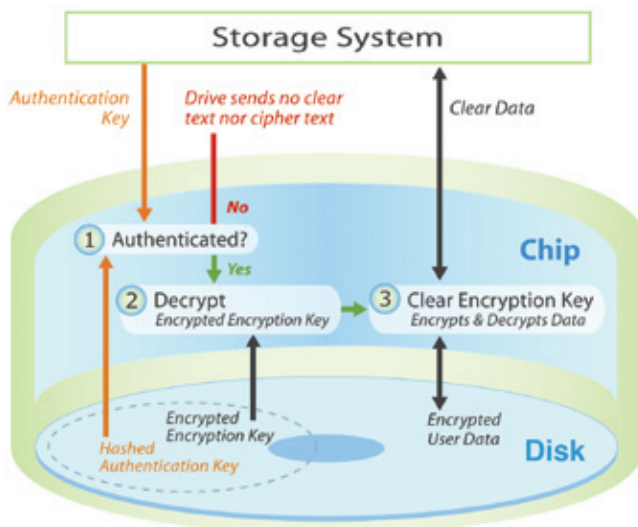 Storage System
Authentication
Key
Drive sends no clear
text nor cipher text
Clear Data
No
1 Authenticated?
Chip
Yes
2 Decrypt
Encrypted Encryption Key
3 Clear Encryption Key
Encrypts & Decrypts Data
Encrypted
Encryption Key
Encrypted
User Data
Hashed
Authentication Key
Disk